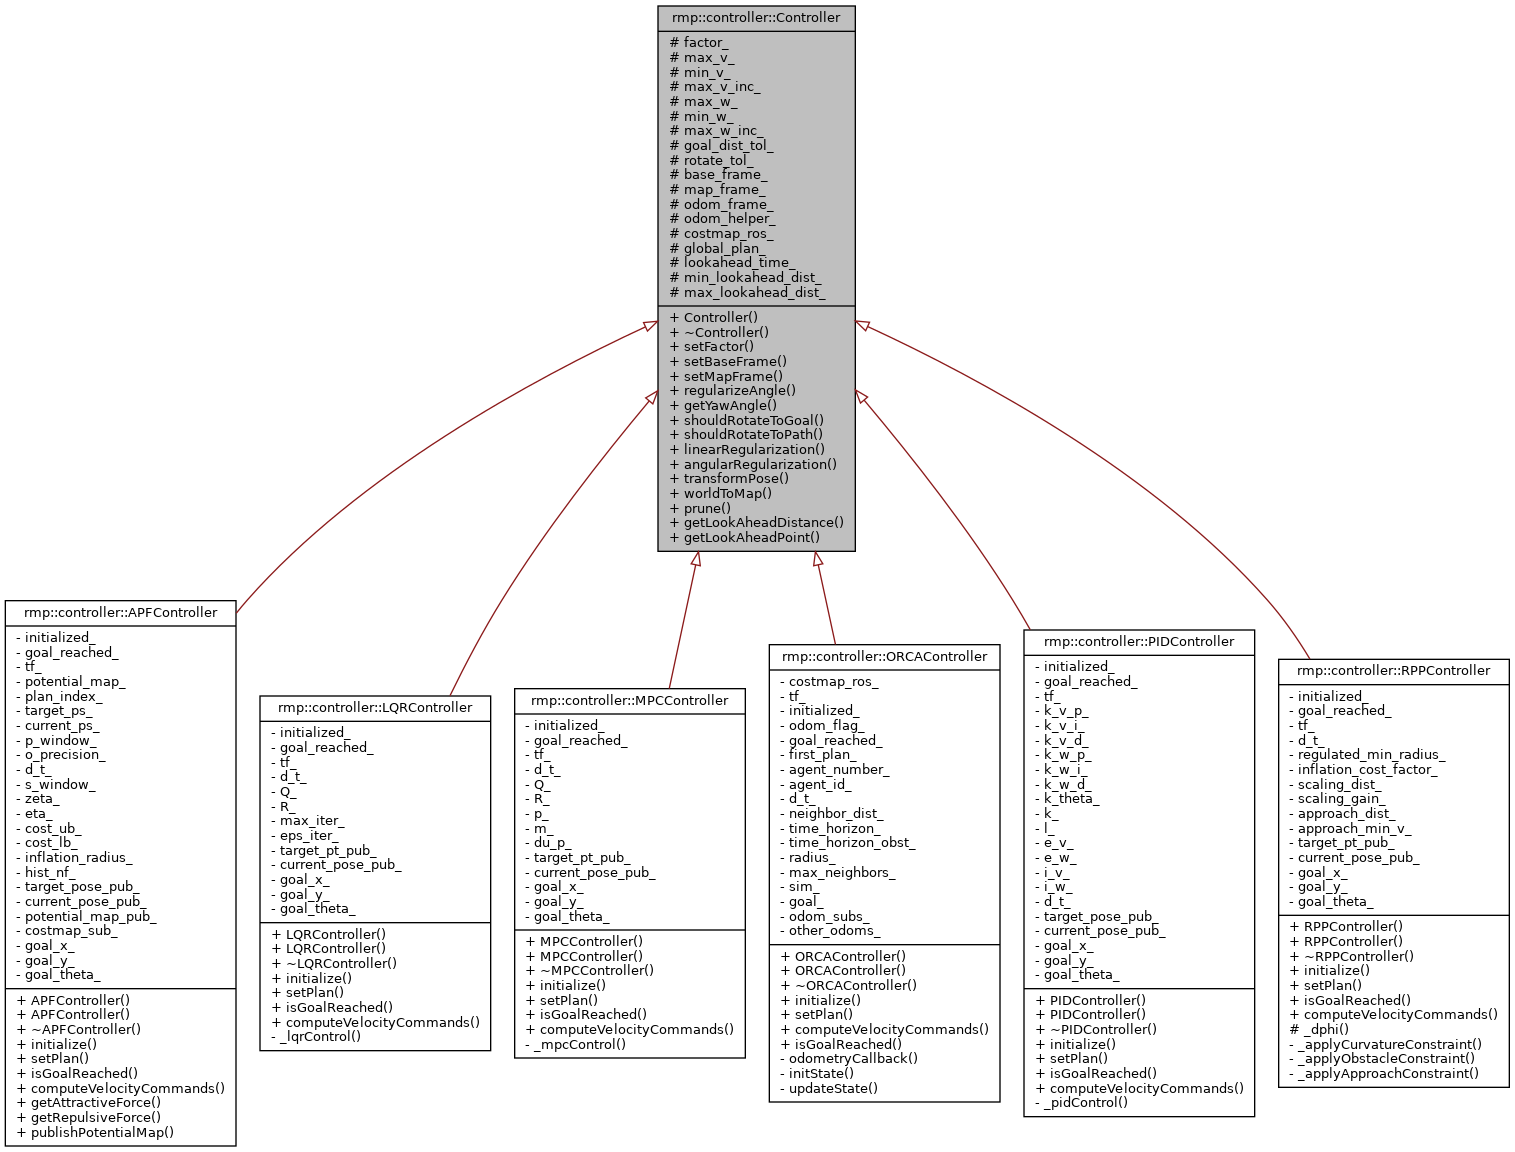 rmp::controller::Controller
# factor_
# max_v_
# min_v_
# max_v_inc_
# max_w_
# min_w_
# max_w_inc_
# goal_dist_tol_
# rotate_tol_
# base_frame_
# map_frame_
# odom_frame_
# odom_helper_
# costmap_ros_
# global_plan_
# lookahead_time_
# min_lookahead_dist_
# max_lookahead_dist_
+ Controller()
+ ~Controller()
+ setFactor()
+ setBaseFrame()
+ setMapFrame()
+ regularizeAngle()
+ getYawAngle()
+ shouldRotateToGoal()
+ shouldRotateToPath()
+ linearRegularization()
+ angularRegularization()
+ transformPose()
+ worldToMap()
+ prune()
+ getLookAheadDistance()
+ getLookAheadPoint()
rmp::controller::APFController
- initialized_
- goal_reached_
- tf_
- potential_map_
- plan_index_
- target_ps_
- current_ps_
- p_window_
- o_precision_
- d_t_
- s_window_
- zeta_
- eta_
- cost_ub_
- cost_lb_
- inflation_radius_
- hist_nf_
- target_pose_pub_
- current_pose_pub_
- potential_map_pub_
- costmap_sub_
- goal_x_
- goal_y_
- goal_theta_
+ APFController()
+ APFController()
+ ~APFController()
+ initialize()
+ setPlan()
+ isGoalReached()
+ computeVelocityCommands()
+ getAttractiveForce()
+ getRepulsiveForce()
+ publishPotentialMap()
rmp::controller::LQRController
- initialized_
- goal_reached_
- tf_
- d_t_
- Q_
- R_
- max_iter_
- eps_iter_
- target_pt_pub_
- current_pose_pub_
- goal_x_
- goal_y_
- goal_theta_
+ LQRController()
+ LQRController()
+ ~LQRController()
+ initialize()
+ setPlan()
+ isGoalReached()
+ computeVelocityCommands()
- _lqrControl()
rmp::controller::MPCController
- initialized_
- goal_reached_
- tf_
- d_t_
- Q_
- R_
- p_
- m_
- du_p_
- target_pt_pub_
- current_pose_pub_
- goal_x_
- goal_y_
- goal_theta_
+ MPCController()
+ MPCController()
+ ~MPCController()
+ initialize()
+ setPlan()
+ isGoalReached()
+ computeVelocityCommands()
- _mpcControl()
rmp::controller::ORCAController
- costmap_ros_
- tf_
- initialized_
- odom_flag_
- goal_reached_
- first_plan_
- agent_number_
- agent_id_
- d_t_
- neighbor_dist_
- time_horizon_
- time_horizon_obst_
- radius_
- max_neighbors_
- sim_
- goal_
- odom_subs_
- other_odoms_
+ ORCAController()
+ ORCAController()
+ ~ORCAController()
+ initialize()
+ setPlan()
+ computeVelocityCommands()
+ isGoalReached()
- odometryCallback()
- initState()
- updateState()
rmp::controller::PIDController
- initialized_
- goal_reached_
- tf_
- k_v_p_
- k_v_i_
- k_v_d_
- k_w_p_
- k_w_i_
- k_w_d_
- k_theta_
- k_
- l_
- e_v_
- e_w_
- i_v_
- i_w_
- d_t_
- target_pose_pub_
- current_pose_pub_
- goal_x_
- goal_y_
- goal_theta_
+ PIDController()
+ PIDController()
+ ~PIDController()
+ initialize()
+ setPlan()
+ isGoalReached()
+ computeVelocityCommands()
- _pidControl()
rmp::controller::RPPController
- initialized_
- goal_reached_
- tf_
- d_t_
- regulated_min_radius_
- inflation_cost_factor_
- scaling_dist_
- scaling_gain_
- approach_dist_
- approach_min_v_
- target_pt_pub_
- current_pose_pub_
- goal_x_
- goal_y_
- goal_theta_
+ RPPController()
+ RPPController()
+ ~RPPController()
+ initialize()
+ setPlan()
+ isGoalReached()
+ computeVelocityCommands()
# _dphi()
- _applyCurvatureConstraint()
- _applyObstacleConstraint()
- _applyApproachConstraint()